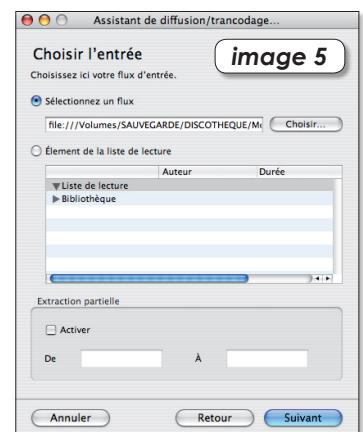 Assistant de diffusion/trancodage...
Choisir l'entrée
image 5
Choisissez ici votre flux d'entrée.
Sélectionnez un flux
file:///Volumes/SAUVEGARDE/DISCOTHEQUE/M
Choisir...
Élement de la liste de lecture
Auteur Durée
Liste de lecture
Bibliothèque
Extraction partielle
Activer
De À
Annuler Retour Suivant